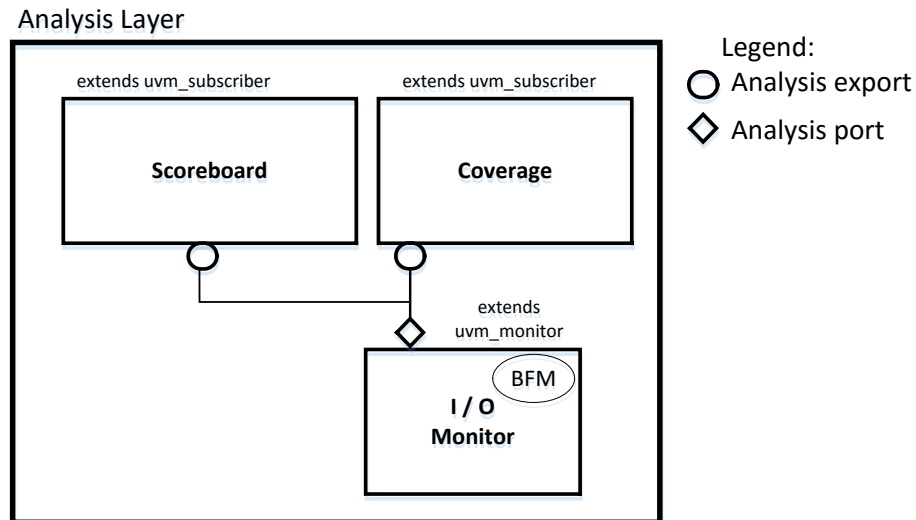 Analysis Layer
Legend:
Analysis export
Analysis port
extends uvm_subscriber
extends uvm_subscriber
Scoreboard
Coverage
extends
uvm_monitor
BFM
I / O
Monitor